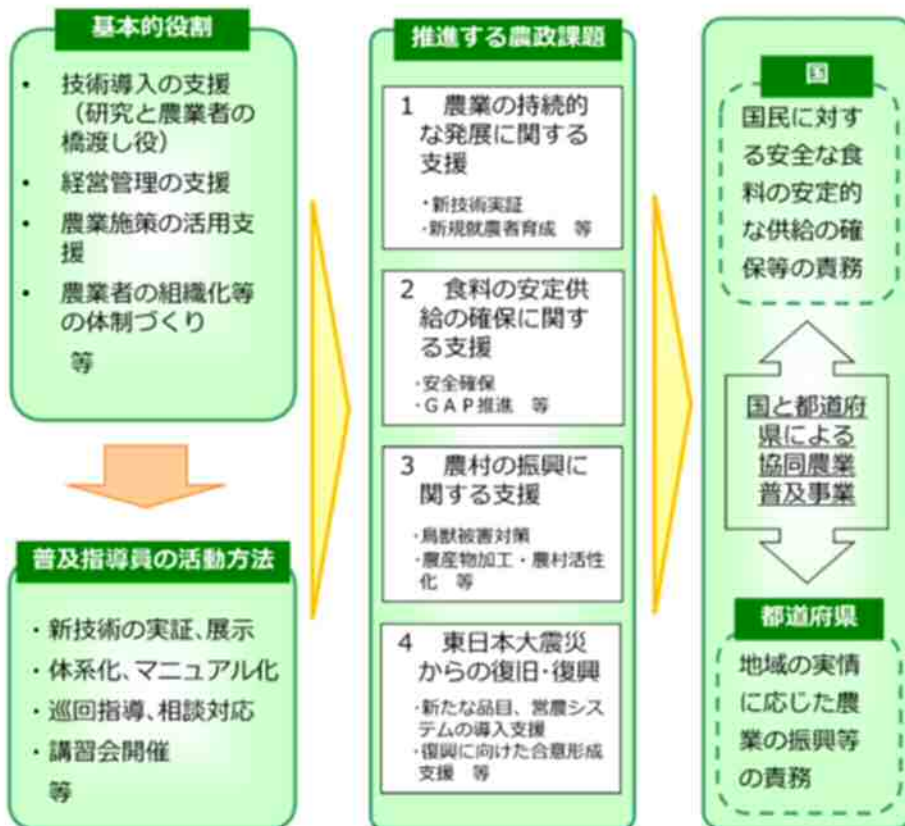 基本的役割
・ 技術導入の支援
（研究と農業者の
橋渡し役）
・ 経営管理の支援
・ 農業施策の活用支
援
・ 農業者の組織化等
の体制づくり
等
普及指導員の活動方法
・新技術の実証、展示
・体系化、マニュアル化
・巡回指導、相談対応
・講習会開催
等
推進する農政課題
1 農業の持続的
な発展に関する
支援
・新技術実証
・新規就農者育成 等
2 食料の安定供
給の確保に関す
る支援
・安全確保
・ＧＡＰ推進 等
3 農村の振興に
関する支援
・鳥獣被害対策
・農産物加工・農村活性
化 等
4 東日本大震災
からの復旧・復興
・新たな品目、営農シス
テムの導入支援
・復興に向けた合意形成
支援 等
国
国民に対す
る安全な食
料の安定的
な供給の確
保等の責務
国と都道府
県による
協同農業
普及事業
都道府県
地域の実情
に応じた農
業の振興等
の責務